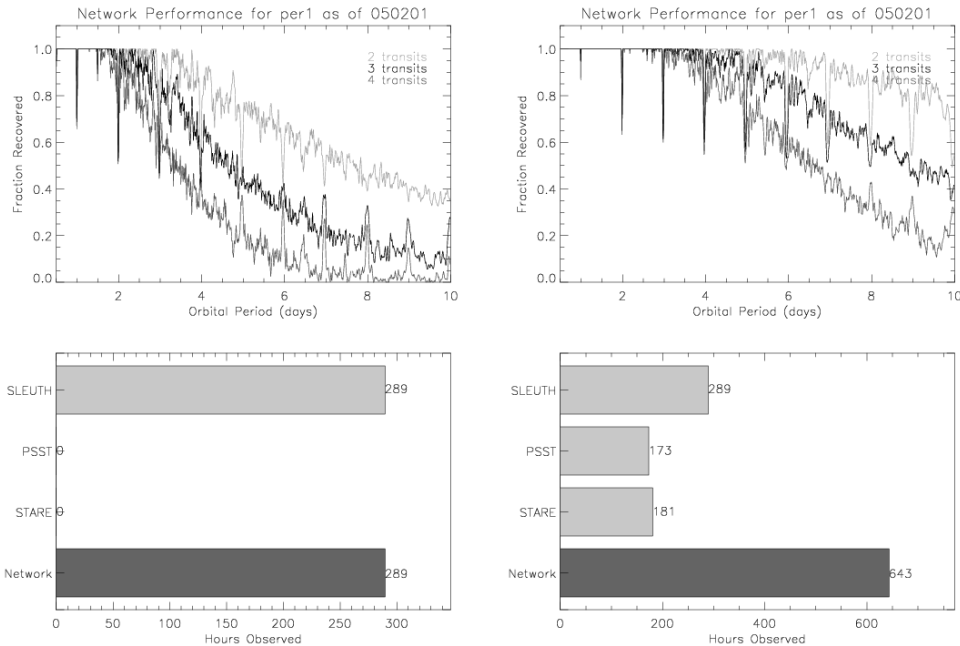 Network Performance for per1 as of 050201
1.0
0.8
0.6
0.4
0.2
0.0
Fraction Recovered
2 transits
3 transits
4 transits
2
4
6
8
10
Orbital Period (days)
Network Performance for per1 as of 050201
1.0
0.8
0.6
0.4
0.2
0.0
Fraction Recovered
2 transits
3 transits
4 transits
2
4
6
8
10
Orbital Period (days)
SLEUTH
289
PSST
0
STARE
0
Network
289
0
100
200
300
Hours Observed
SLEUTH
289
PSST
173
STARE
181
Network
643
0
200
400
600
Hours Observed